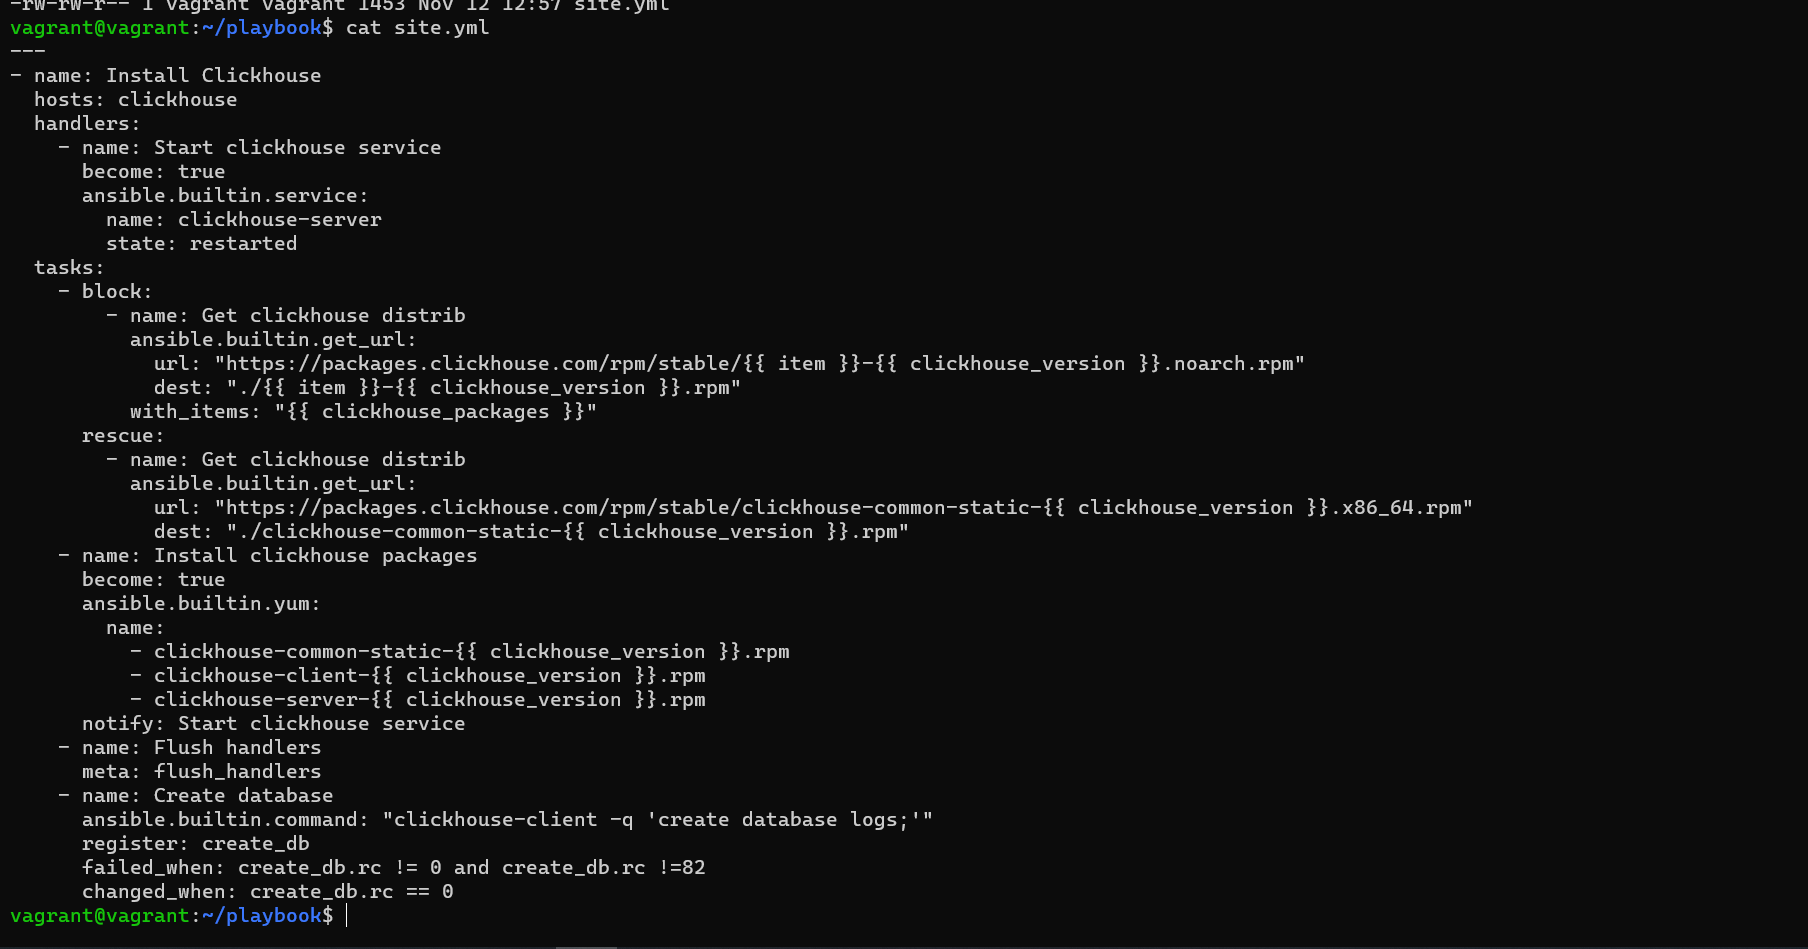 -rw-rw-r-- 1 vagrant vagrant 1453 Nov 12 12:57 site.yml
vagrant@vagrant:~/playbook$ cat site.yml
---
- name: Install Clickhouse
  hosts: clickhouse
  handlers:
    - name: Start clickhouse service
      become: true
      ansible.builtin.service:
        name: clickhouse-server
        state: restarted
  tasks:
    - block:
        - name: Get clickhouse distrib
          ansible.builtin.get_url:
            url: "https://packages.clickhouse.com/rpm/stable/{{ item }}-{{ clickhouse_version }}.noarch.rpm"
            dest: "./{{ item }}-{{ clickhouse_version }}.rpm"
          with_items: "{{ clickhouse_packages }}"
      rescue:
        - name: Get clickhouse distrib
          ansible.builtin.get_url:
            url: "https://packages.clickhouse.com/rpm/stable/clickhouse-common-static-{{ clickhouse_version }}.x86_64.rpm"
            dest: "./clickhouse-common-static-{{ clickhouse_version }}.rpm"
    - name: Install clickhouse packages
      become: true
      ansible.builtin.yum:
        name:
          - clickhouse-common-static-{{ clickhouse_version }}.rpm
          - clickhouse-client-{{ clickhouse_version }}.rpm
          - clickhouse-server-{{ clickhouse_version }}.rpm
      notify: Start clickhouse service
    - name: Flush handlers
      meta: flush_handlers
    - name: Create database
      ansible.builtin.command: "clickhouse-client -q 'create database logs;'"
      register: create_db
      failed_when: create_db.rc != 0 and create_db.rc !=82
      changed_when: create_db.rc == 0
vagrant@vagrant:~/playbook$